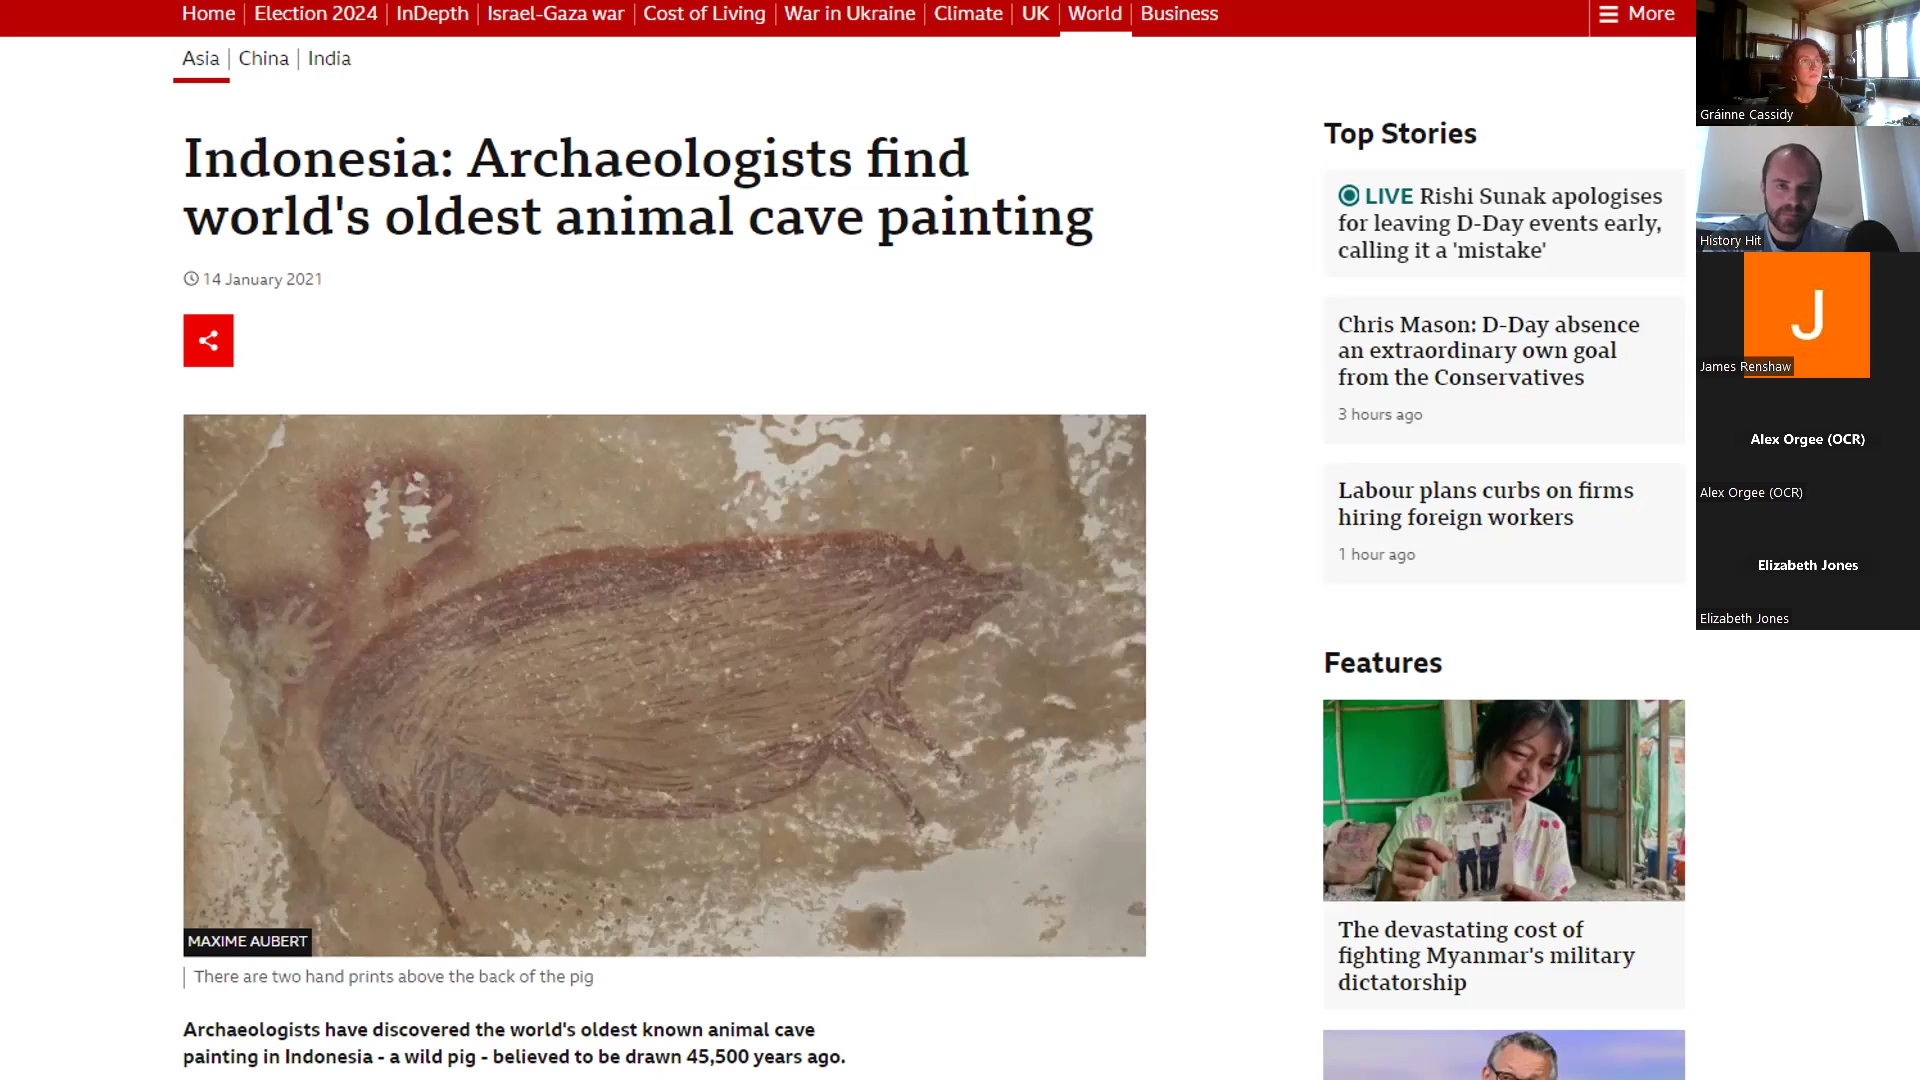 Home | Election 2024 | InDepth | Israel-Gaza war | Cost of Living | War in Ukraine | Climate | UK | World | Business
More
Asia | China | India
Indonesia: Archaeologists find
world's oldest animal cave painting
14 January 2021
MAXIME AUBERT
There are two hand prints above the back of the pig
Archaeologists have discovered the world's oldest known animal cave
painting in Indonesia - a wild pig - believed to be drawn 45,500 years ago.
Top Stories
LIVE Rishi Sunak apologises
for leaving D-Day events early,
calling it a 'mistake'
Chris Mason: D-Day absence
an extraordinary own goal
from the Conservatives
3 hours ago
Labour plans curbs on firms
hiring foreign workers
1 hour ago
Features
The devastating cost of
fighting Myanmar's military
dictatorship
Gráinne Cassidy
History Hit
J
James Renshaw
Alex Orgee (OCR)
Alex Orgee (OCR)
Elizabeth Jones
Elizabeth Jones